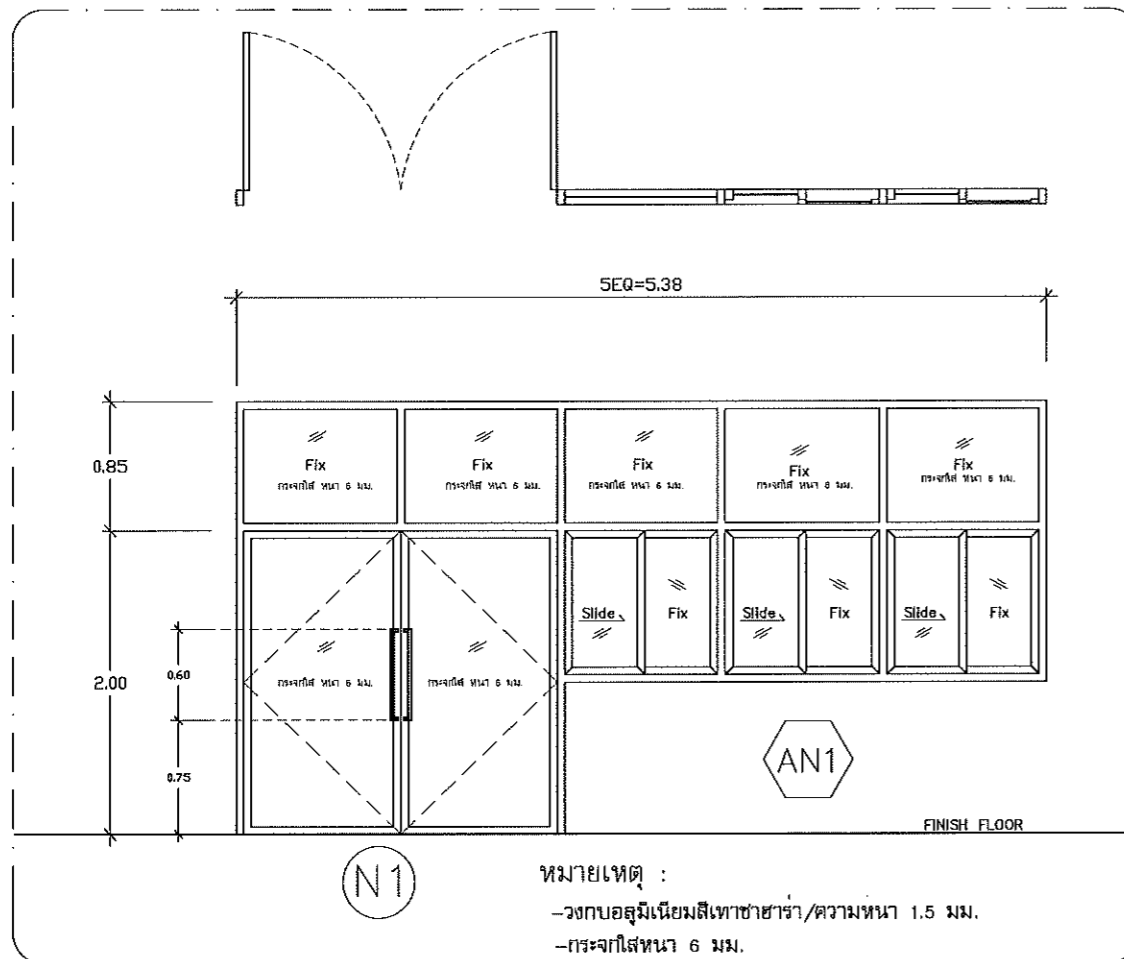 5EQ=5.38
0.85
Fix
กระจกใส หนา 6 มม.
Fix
กระจกใส หนา 6 มม.
Fix
กระจกใส หนา 6 มม.
Fix
กระจกใส หนา 6 มม.
Fix
กระจกใส หนา 6 มม.
2.00
0.60
0.75
กระจกใส หนา 6 มม.
กระจกใส หนา 6 มม.
Slide
Fix
Slide
Fix
Slide
Fix
AN1
FINISH FLOOR
N1
หมายเหตุ :
-วงกบอลูมิเนียมสีเทาซาฮาร่า/ความหนา 1.5 มม.
-กระจกใสหนา 6 มม.